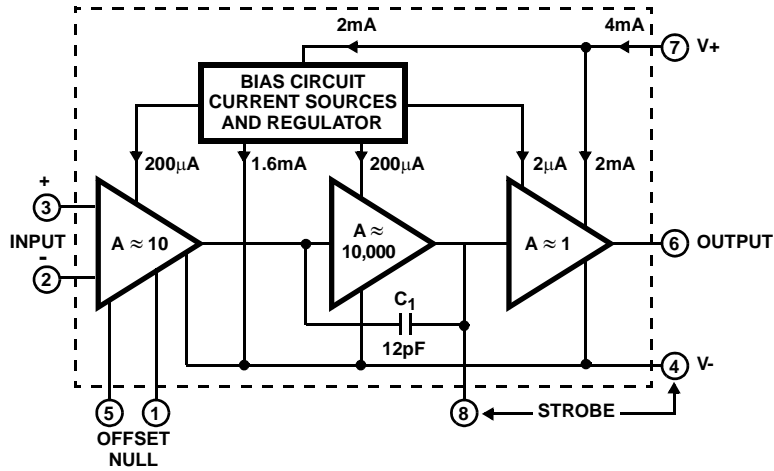 2mA
4mA
7
V+
BIAS CIRCUIT
CURRENT SOURCES
AND REGULATOR
200μA
1.6mA
200μA
2μA
2mA
+
3
INPUT
-
2
A ≈ 10
A ≈
10,000
A ≈ 1
6
OUTPUT
C1
12pF
4
V-
5
1
8
STROBE
OFFSET
NULL